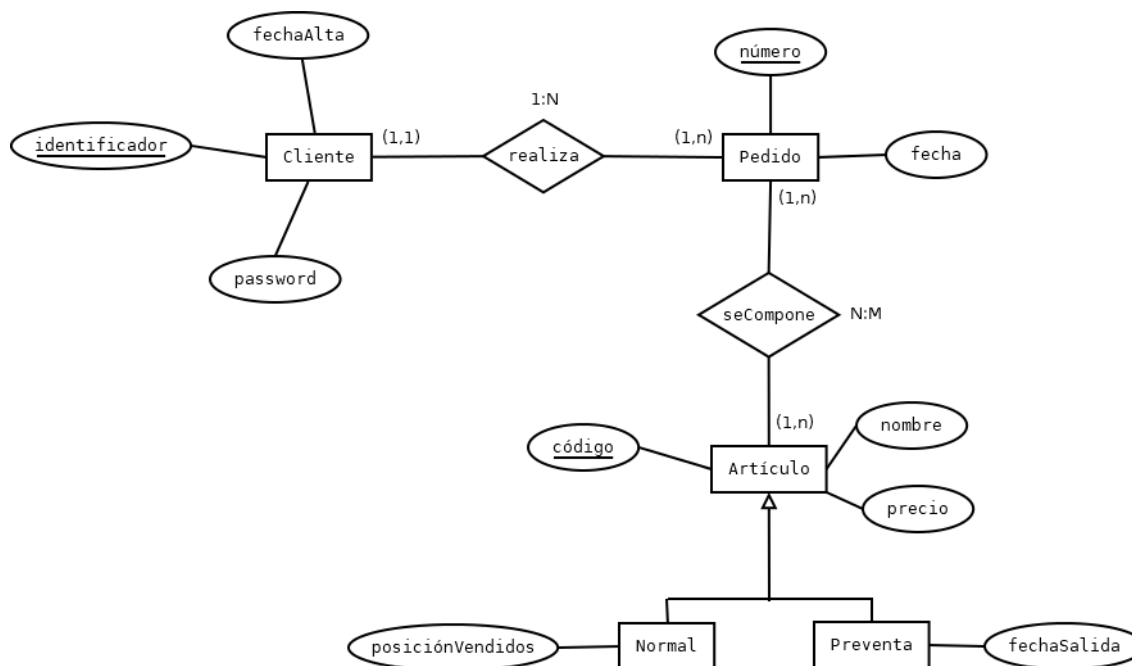 fechaAlta
número
1:N
identificador
(1,1)
(1,n)
Cliente
realiza
Pedido
fecha
(1,n)
password
seCompone
N:M
(1,n)
nombre
código
Artículo
precio
posiciónVendidos
Normal
Preventa
fechaSalida